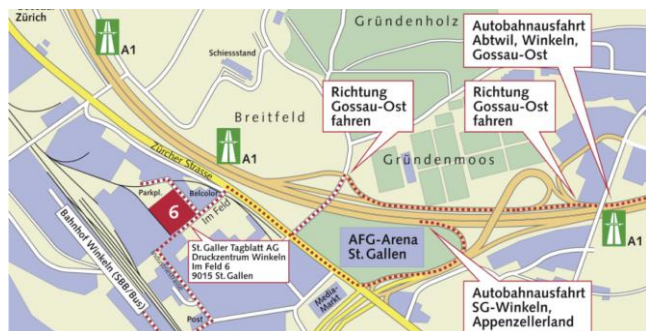 Zürich
A1
Gründenholz
Schiessstand
Autobahnausfahrt
Abtwil, Winkeln,
Gossau-Ost
Richtung
Gossau-Ost
fahren
Richtung
Gossau-Ost
fahren
Breitfeld
Zürcher Strasse
A1
Gründenmoos
Parkpl.
Belcolor
Im Feld
6
St. Galler Tagblatt AG
Druckzentrum Winkeln
Im Feld 6
9015 St. Gallen
AFG-Arena
St. Gallen
A1
Bahnhof Winkeln (SBB/Bus)
Media-
Markt
Post
Autobahnausfahrt
SG-Winkeln,
Appenzellerland